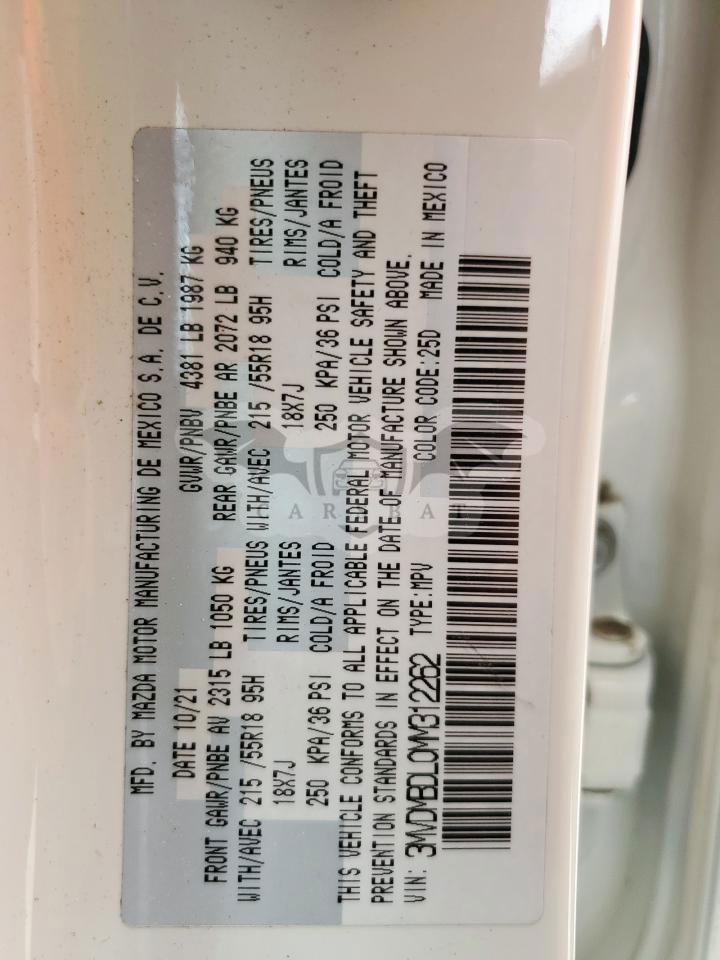 MFD. BY MAZDA MOTOR MANUFACTURING DE MEXICO S.A. DE C.V.
DATE 10/21 GVWR/PNBV 4381 LB 1987 KG
FRONT GAWR/PNBE AV 2315 LB 1050 KG REAR GAWR/PNBE AR 2072 LB 940 KG
WITH/AVEC 215 /55R18 95H TIRES/PNEUS WITH/AVEC 215 /55R18 95H TIRES/PNEUS
18X7J RIMS/JANTES 18X7J RIMS/JANTES
250 KPA/36 PSI COLD/A FROID 250 KPA/36 PSI COLD/A FROID
THIS VEHICLE CONFORMS TO ALL APPLICABLE FEDERAL MOTOR VEHICLE SAFETY AND THEFT
PREVENTION STANDARDS IN EFFECT ON THE DATE OF MANUFACTURE SHOWN ABOVE.
VIN: 3MVDMBDL0MM312262 TYPE:MPV COLOR CODE:25D MADE IN MEXICO
CAR BAT